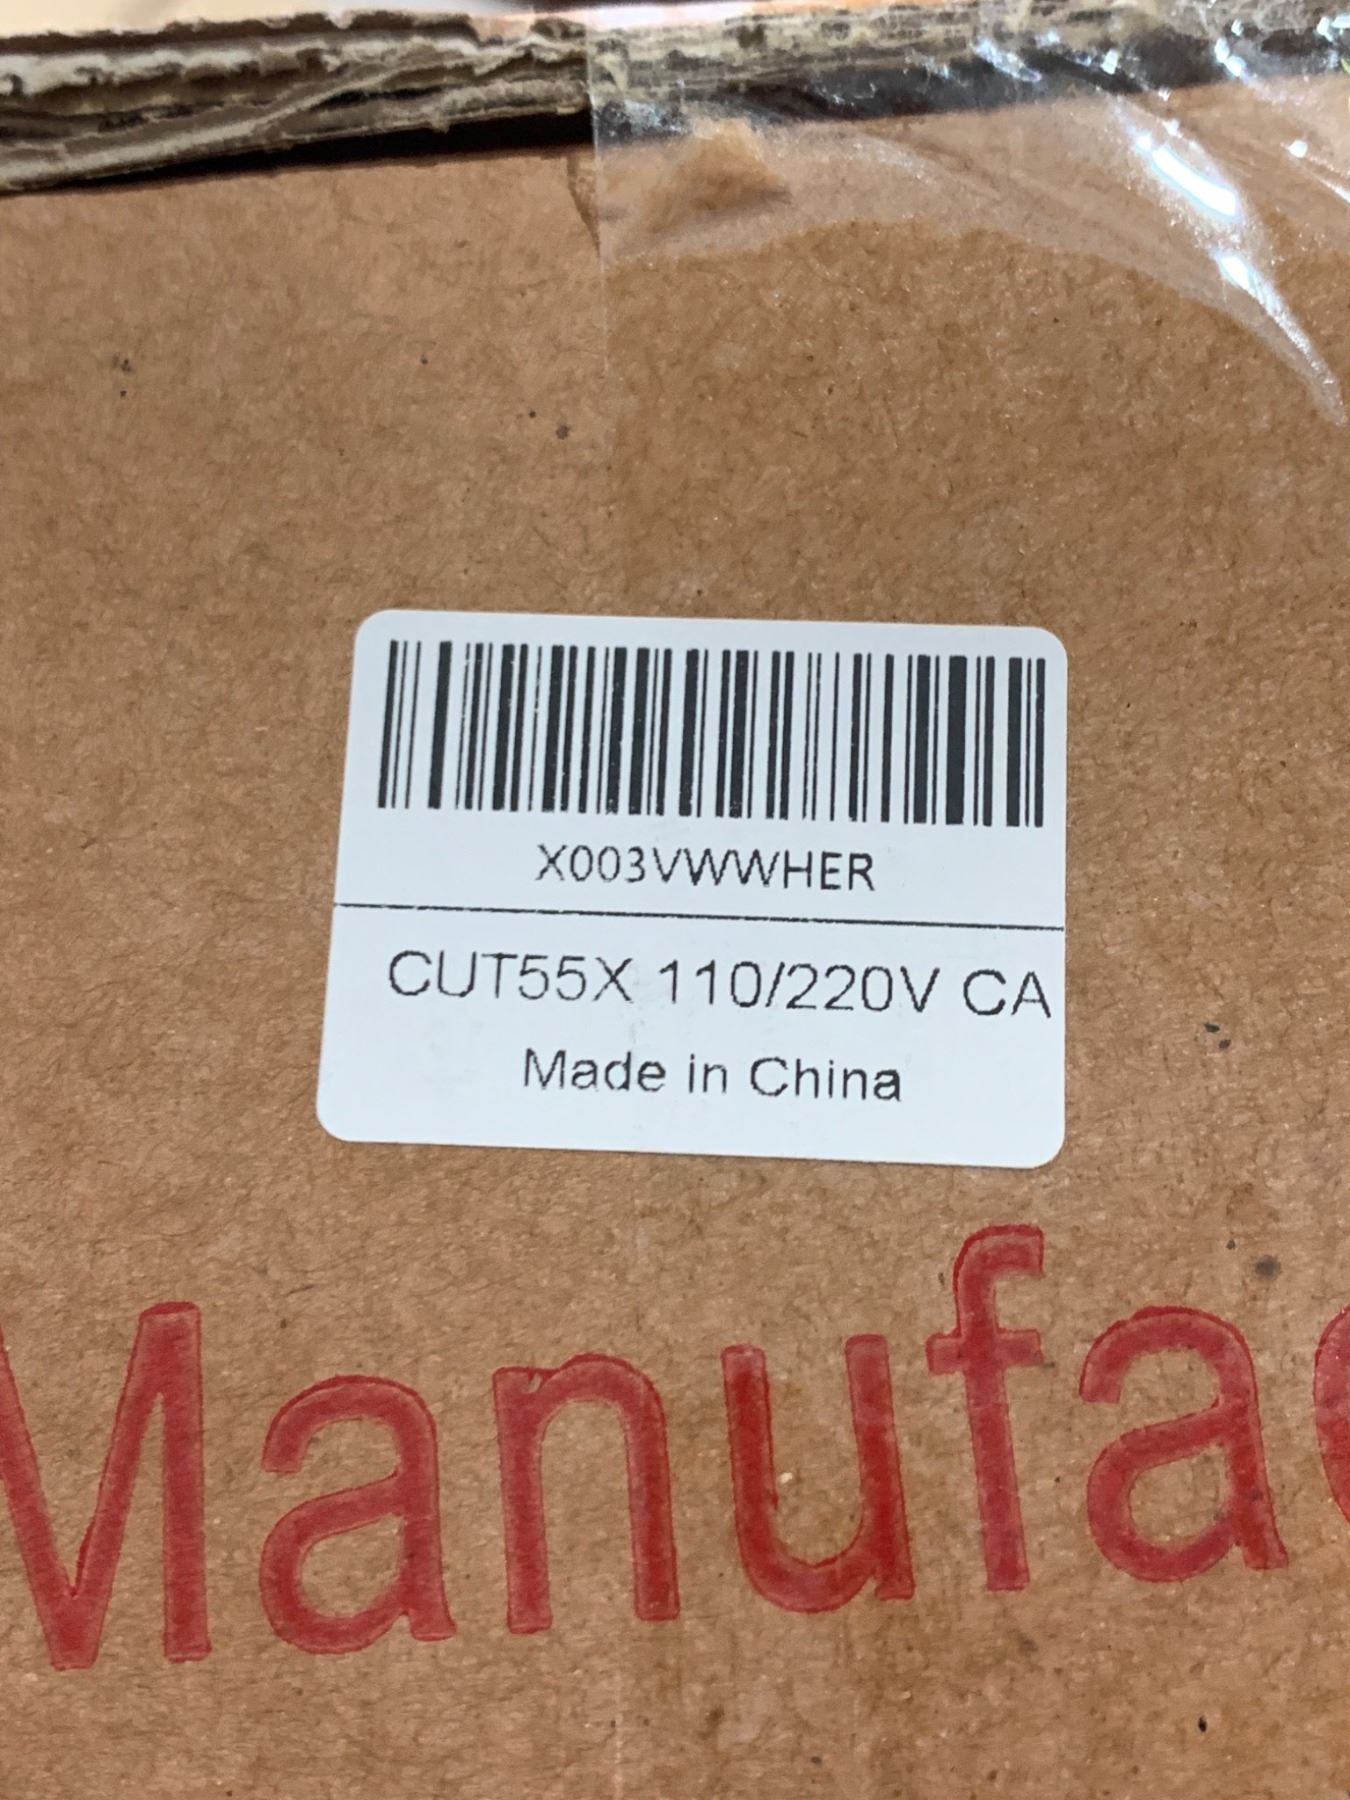 X003VWWHER
CUT55X 110/220V CA
Made in China
Manufac